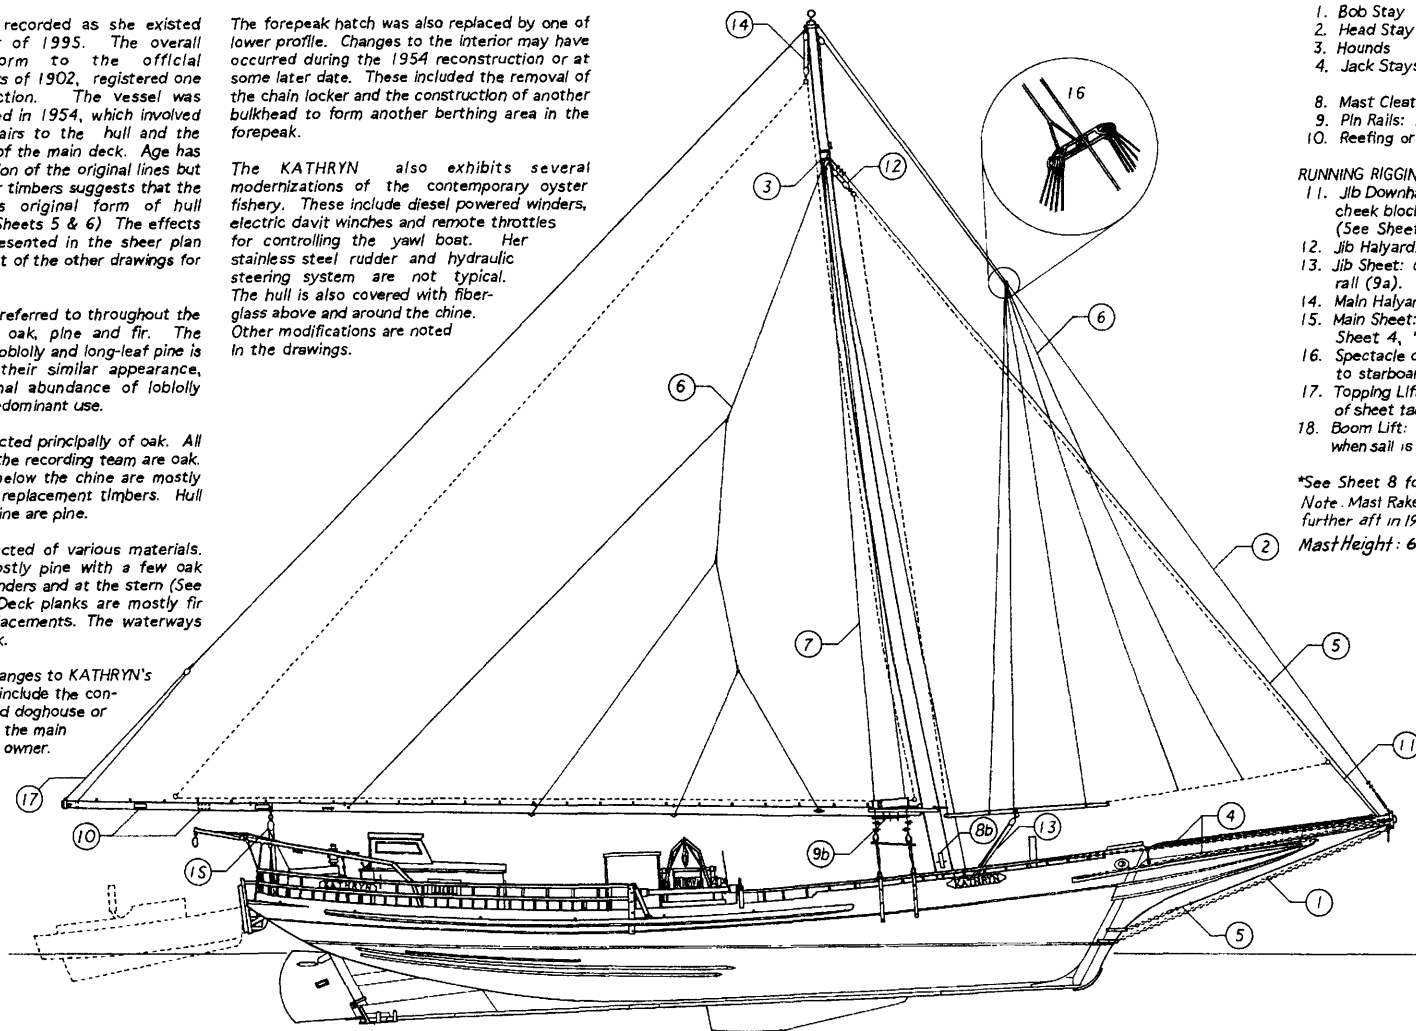 recorded as she existed
of 1995. The overall
orm to the official
s of 1902, registered one
ction. The vessel was
ed in 1954, which involved
airs to the hull and the
of the main deck. Age has
ion of the original lines but
r timbers suggests that the
s original form of hull
Sheets 5 & 6) The effects
esented in the sheer plan
t of the other drawings for
referred to throughout the
oak, pine and fir. The
oblolly and long-leaf pine is
their similar appearance,
nal abundance of loblolly
dominant use.
cted principally of oak. All
the recording team are oak.
below the chine are mostly
replacement timbers. Hull
ine are pine.
cted of various materials.
ostly pine with a few oak
nders and at the stern (See
Deck planks are mostly fir
acements. The waterways
k.
anges to KATHRYN's
include the con-
d doghouse or
the main
owner.
The forepeak hatch was also replaced by one of
lower profile. Changes to the interior may have
occurred during the 1954 reconstruction or at
some later date. These included the removal of
the chain locker and the construction of another
bulkhead to form another berthing area in the
forepeak.
The KATHRYN also exhibits several
modernizations of the contemporary oyster
fishery. These include diesel powered winders,
electric davit winches and remote throttles
for controlling the yawl boat. Her
stainless steel rudder and hydraulic
steering system are not typical.
The hull is also covered with fiber-
glass above and around the chine.
Other modifications are noted
in the drawings.
1. Bob Stay
2. Head Stay
3. Hounds
4. Jack Stays
8. Mast Cleat
9. Pin Rails:
10. Reefing or
RUNNING RIGGIN
11. Jib Downha
cheek bloc
(See Sheet
12. Jib Halyard
13. Jib Sheet:
rail (9a).
14. Main Halyar
15. Main Sheet:
Sheet 4, "
16. Spectacle
to starboar
17. Topping Lif
of sheet ta
18. Boom Lift:
when sail is
*See Sheet 8 fo
Note. Mast Rake
further aft in 19
Mast Height: 6
14
16
3
12
6
6
2
7
5
11
17
10
15
9b
8b
13
4
1
5
KATHRYN
KATHRYN